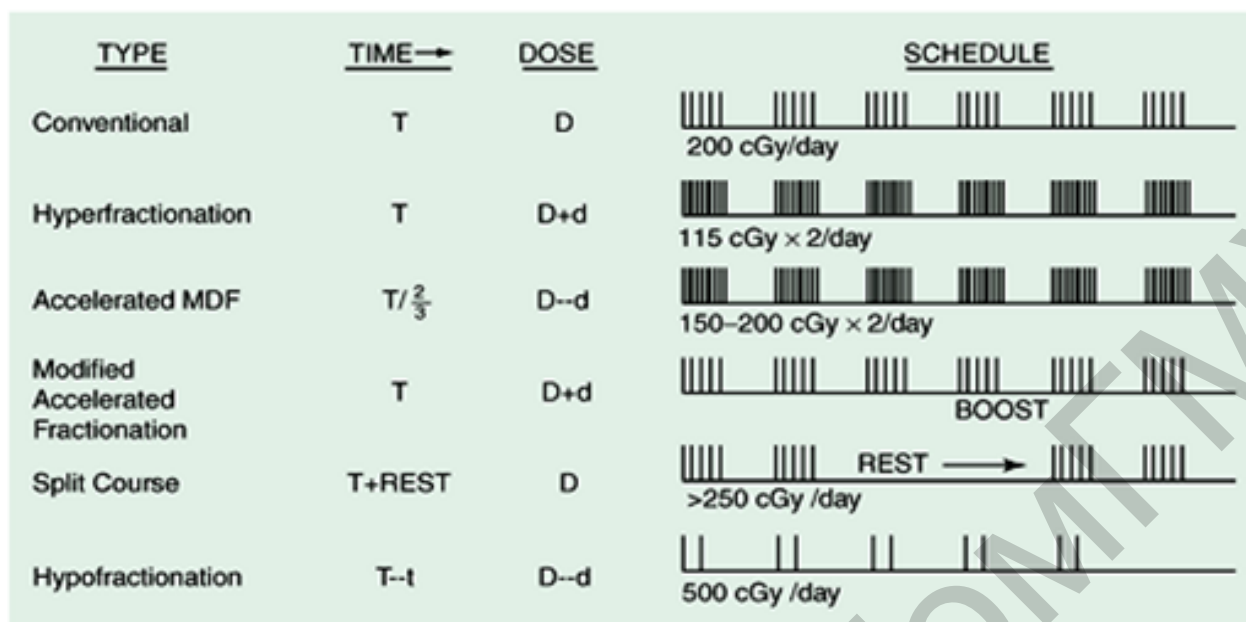 TYPE TIME→ DOSE SCHEDULE
Conventional T D
200 cGy/day
Hyperfractionation T D+d
115 cGy × 2/day
Accelerated MDF T/ 2/3 D--d
150–200 cGy × 2/day
Modified
Accelerated
Fractionation
T D+d
BOOST
Split Course T+REST D REST →
>250 cGy /day
Hypofractionation T--t D--d
500 cGy /day